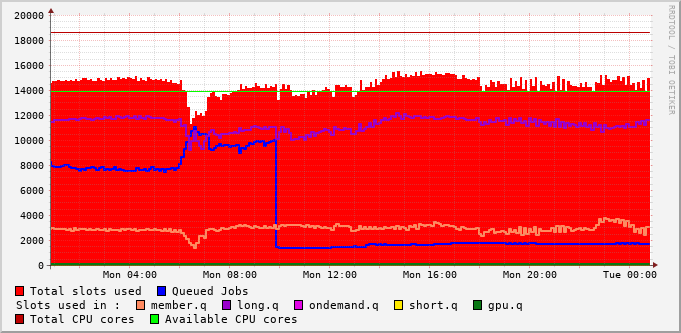 20000
18000
16000
14000
12000
10000
8000
6000
4000
2000
0
Mon 04:00 Mon 08:00 Mon 12:00 Mon 16:00 Mon 20:00 Tue 00:00
Total slots used Queued Jobs
Slots used in : member.q long.q ondemand.q short.q gpu.q
Total CPU cores Available CPU cores
RRDTOOL / TOBI OETIKER